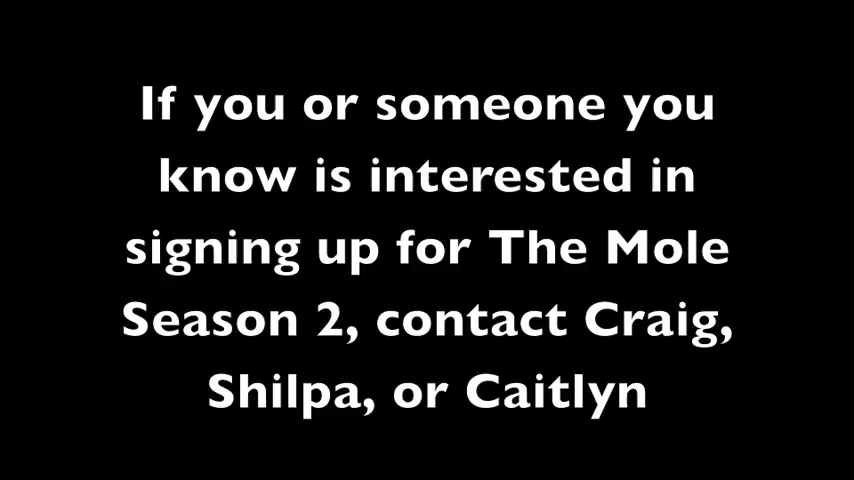 If you or someone you
know is interested in
signing up for The Mole
Season 2, contact Craig,
Shilpa, or Caitlyn